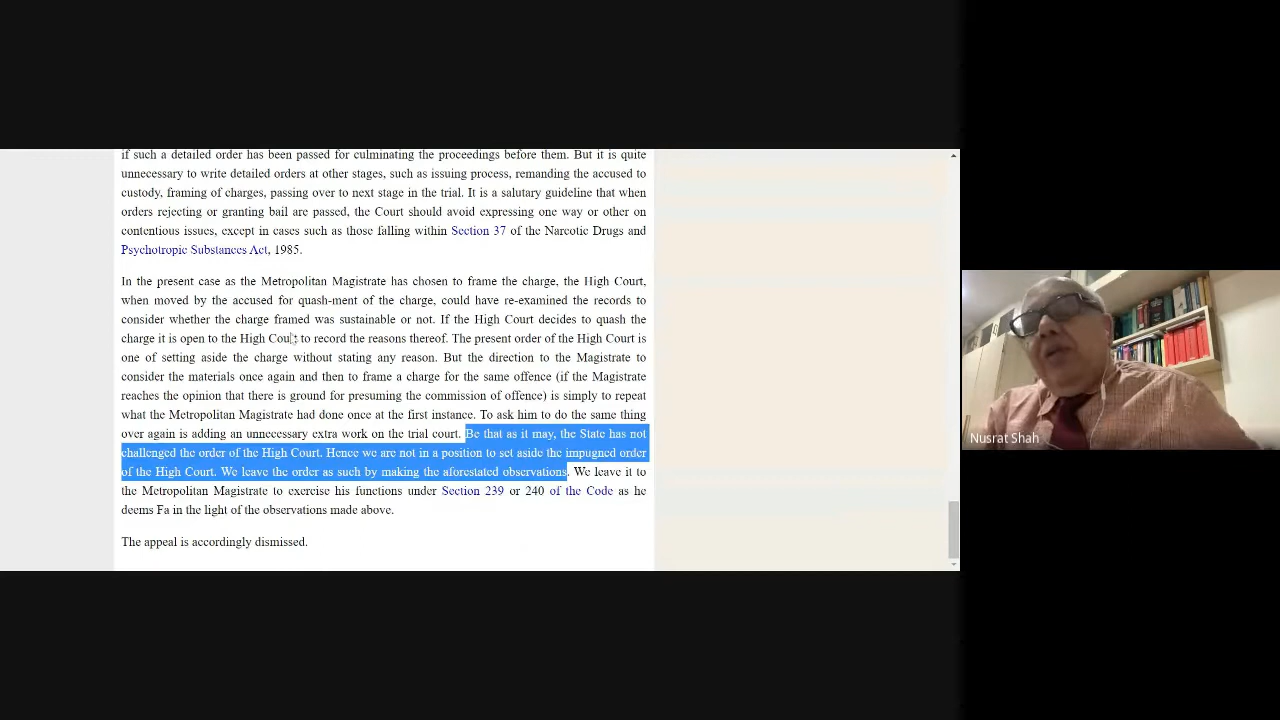 if such a detailed order has been passed for culminating the proceedings before them. But it is quite
unnecessary to write detailed orders at other stages, such as issuing process, remanding the accused to
custody, framing of charges, passing over to next stage in the trial. It is a salutary guideline that when
orders rejecting or granting bail are passed, the Court should avoid expressing one way or other on
contentious issues, except in cases such as those falling within Section 37 of the Narcotic Drugs and
Psychotropic Substances Act, 1985.
In the present case as the Metropolitan Magistrate has chosen to frame the charge, the High Court,
when moved by the accused for quash-ment of the charge, could have re-examined the records to
consider whether the charge framed was sustainable or not. If the High Court decides to quash the
charge it is open to the High Court to record the reasons thereof. The present order of the High Court is
one of setting aside the charge without stating any reason. But the direction to the Magistrate to
consider the materials once again and then to frame a charge for the same offence (if the Magistrate
reaches the opinion that there is ground for presuming the commission of offence) is simply to repeat
what the Metropolitan Magistrate had done once at the first instance. To ask him to do the same thing
over again is adding an unnecessary extra work on the trial court. Be that as it may, the State has not
challenged the order of the High Court. Hence we are not in a position to set aside the impugned order
of the High Court. We leave the order as such by making the aforestated observations. We leave it to
the Metropolitan Magistrate to exercise his functions under Section 239 or 240 of the Code as he
deems Fa in the light of the observations made above.
The appeal is accordingly dismissed.
Nusrat Shah